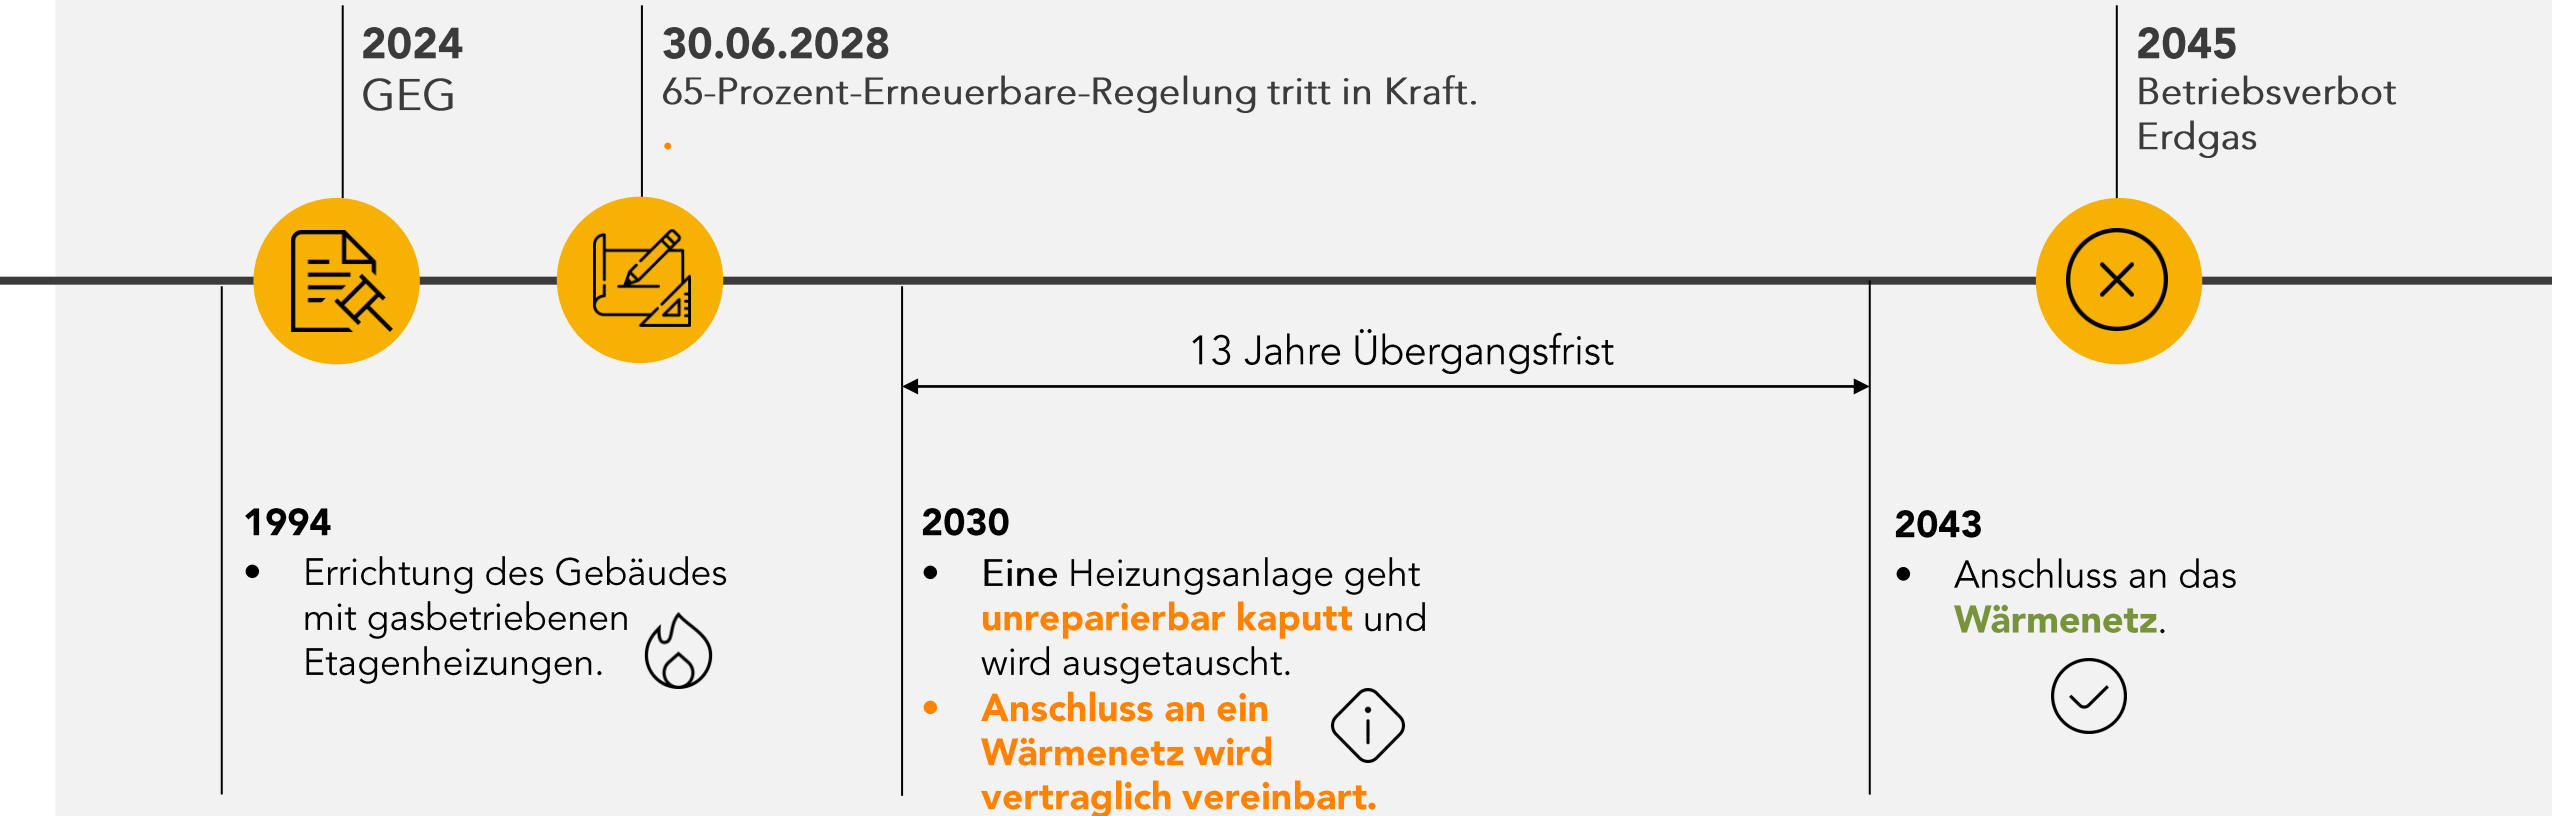 2024
GEG
30.06.2028
65-Prozent-Erneuerbare-Regelung tritt in Kraft.
2045
Betriebsverbot
Erdgas
13 Jahre Übergangsfrist
1994
• Errichtung des Gebäudes
mit gasbetriebenen
Etagenheizungen.
2030
• Eine Heizungsanlage geht
unreparierbar kaputt und
wird ausgetauscht.
• Anschluss an ein
Wärmenetz wird
vertraglich vereinbart.
2043
• Anschluss an das
Wärmenetz.